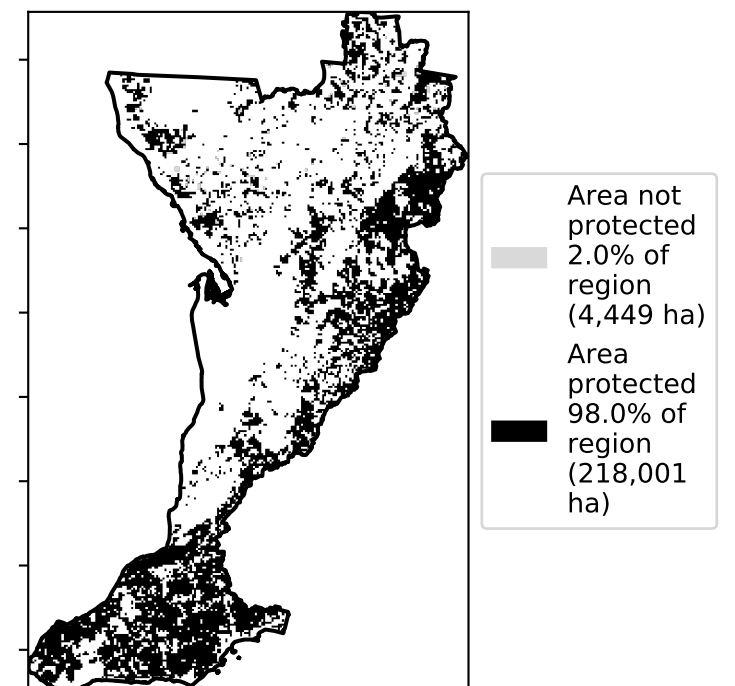 Area not
protected
2.0% of
region
(4,449 ha)
Area
protected
98.0% of
region
(218,001
ha)